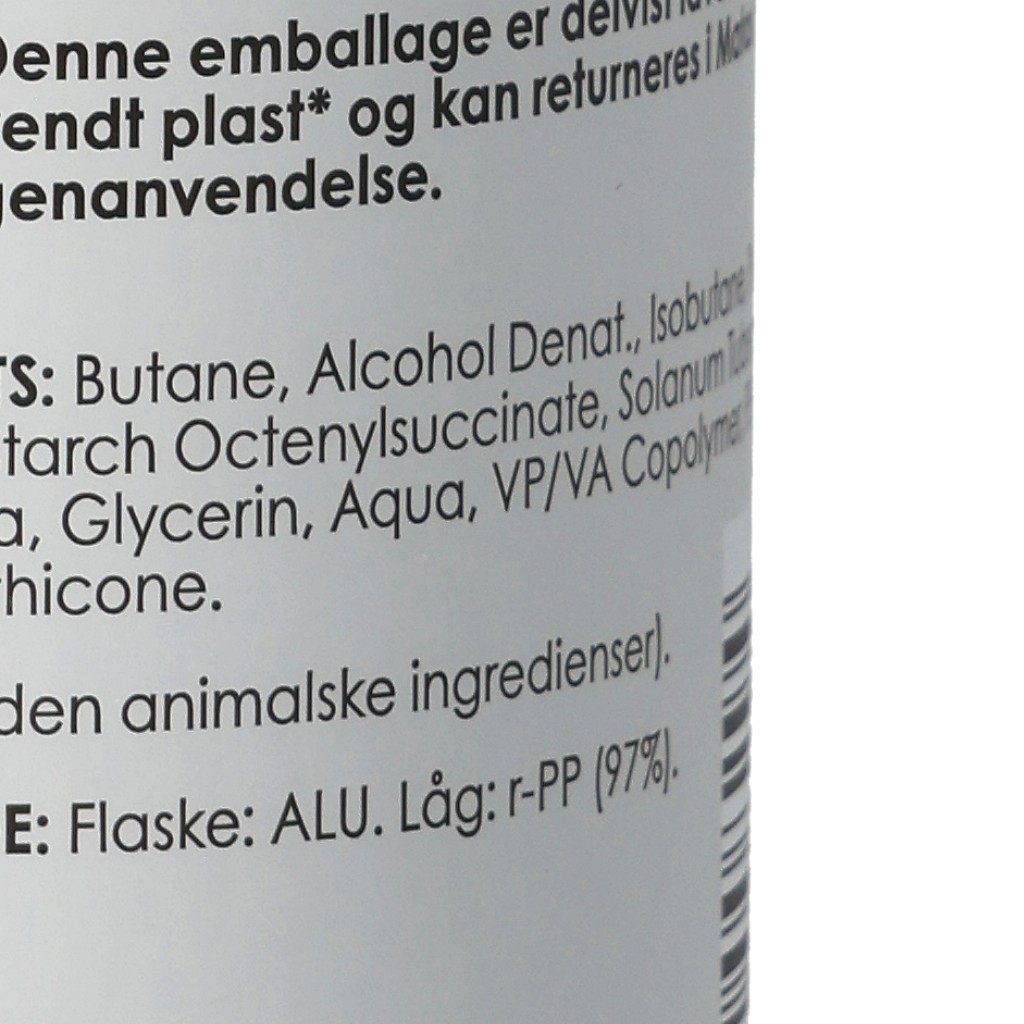 Denne emballage er delvist
endt plast* og kan returneres i
genanvendelse.
TS: Butane, Alcohol Denat., Isobutane
tarch Octenylsuccinate, Solanum
a, Glycerin, Aqua, VP/VA Copolymer
hicone.
den animalske ingredienser).
E: Flaske: ALU. Låg: r-PP (97%).